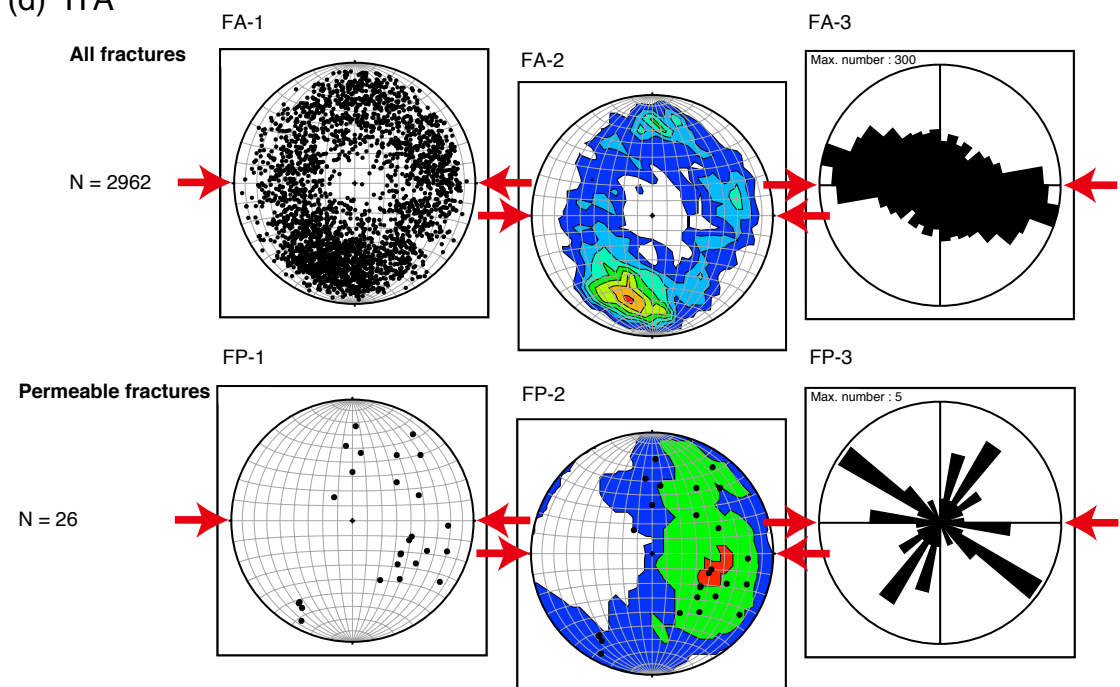 (d)
FA-1
FA-2
FA-3
All fractures
N = 2962
Max. number : 300
FP-1
FP-2
FP-3
Permeable fractures
N = 26
Max. number : 5